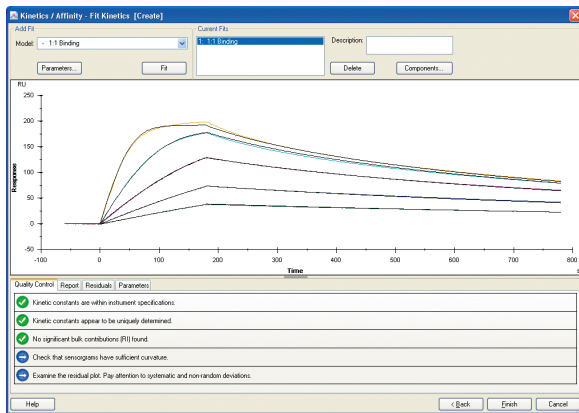 Kinetics / Affinity - Fit Kinetics [Create]
Add Fit
Model: - 1:1 Binding
Parameters...
Fit
Current Fits
1: 1:1 Binding
Description:
Delete
Components...
RU
250
200
150
100
50
0
-50
-100
0
100
200
300
400
500
600
700
800
Response
Time
s
Quality Control
Report
Residuals
Parameters
Kinetic constants are within instrument specifications.
Kinetic constants appear to be uniquely determined.
No significant bulk contributions (RI) found.
Check that sensorgrams have sufficient curvature.
Examine the residual plot. Pay attention to systematic and non-random deviations.
Help
< Back
Finish
Cancel